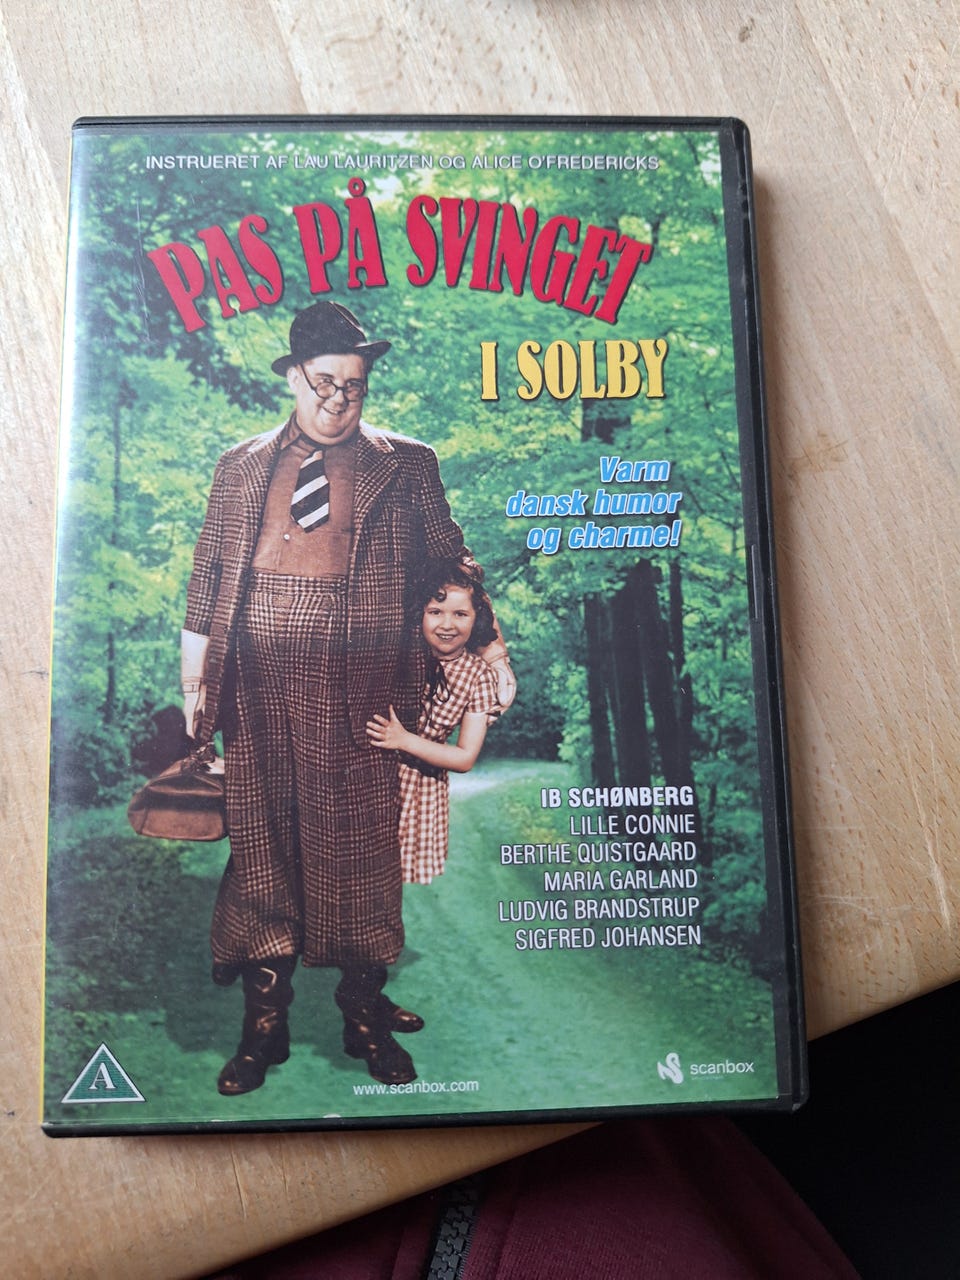 INSTRUERET AF LAU LAURITZEN OG ALICE O'FREDERICKS
PAS PÅ SVINGET
I SOLBY
Varm
dansk humor
og charme!
IB SCHØNBERG
LILLE CONNIE
BERTHE QUISTGAARD
MARIA GARLAND
LUDVIG BRANDSTRUP
SIGFRED JOHANSEN
A
www.scanbox.com
scanbox